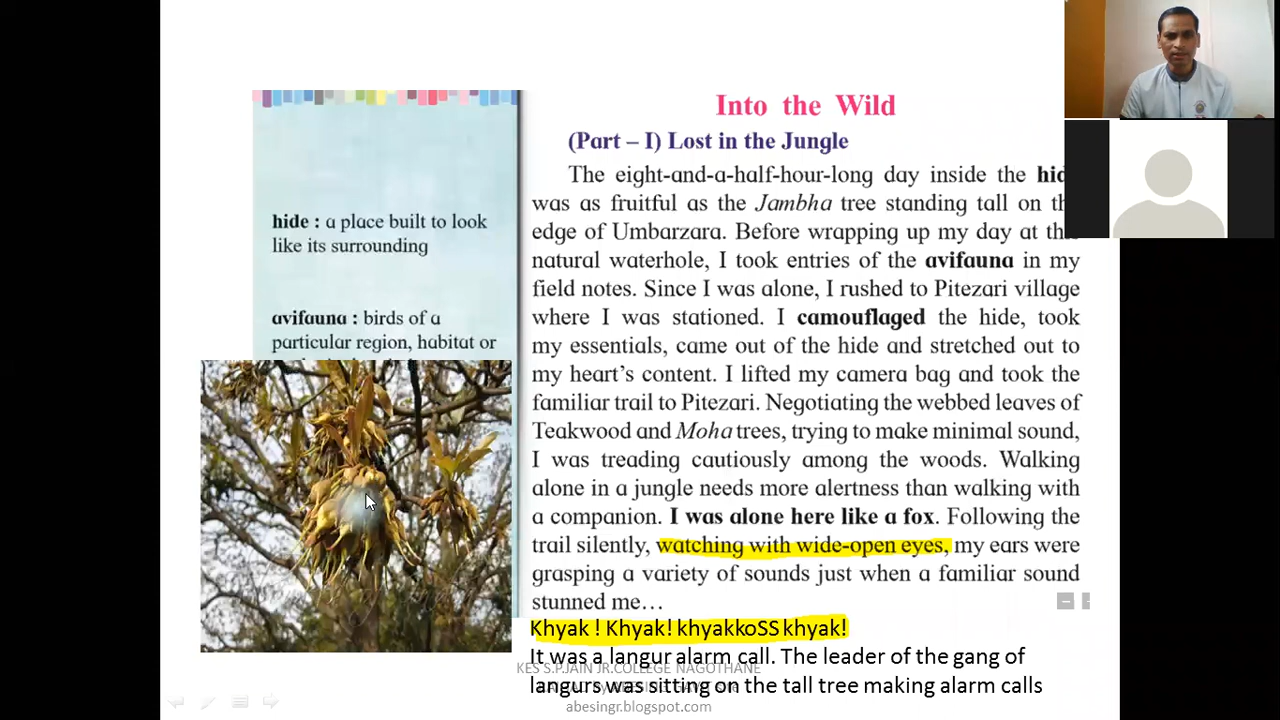 Into the Wild
(Part – I) Lost in the Jungle
hide : a place built to look
like its surrounding
avifauna : birds of a
particular region, habitat or
The eight-and-a-half-hour-long day inside the
was as fruitful as the Jambha tree standing tall on
edge of Umbarzara. Before wrapping up my day at
natural waterhole, I took entries of the avifauna in my
field notes. Since I was alone, I rushed to Pitezari village
where I was stationed. I camouflaged the hide, took
my essentials, came out of the hide and stretched out to
my heart's content. I lifted my camera bag and took the
familiar trail to Pitezari. Negotiating the webbed leaves of
Teakwood and Moha trees, trying to make minimal sound,
I was treading cautiously among the woods. Walking
alone in a jungle needs more alertness than walking with
a companion. I was alone here like a fox. Following the
trail silently, watching with wide-open eyes, my ears were
grasping a variety of sounds just when a familiar sound
stunned me…
Khyak ! Khyak! khyakkoSS khyak!
It was a langur alarm call. The leader of the gang of
langurs was sitting on the tall tree making alarm calls
KES S.P.JAIN JR.COLLEGE NAGOTHANE
abesingr.blogspot.com